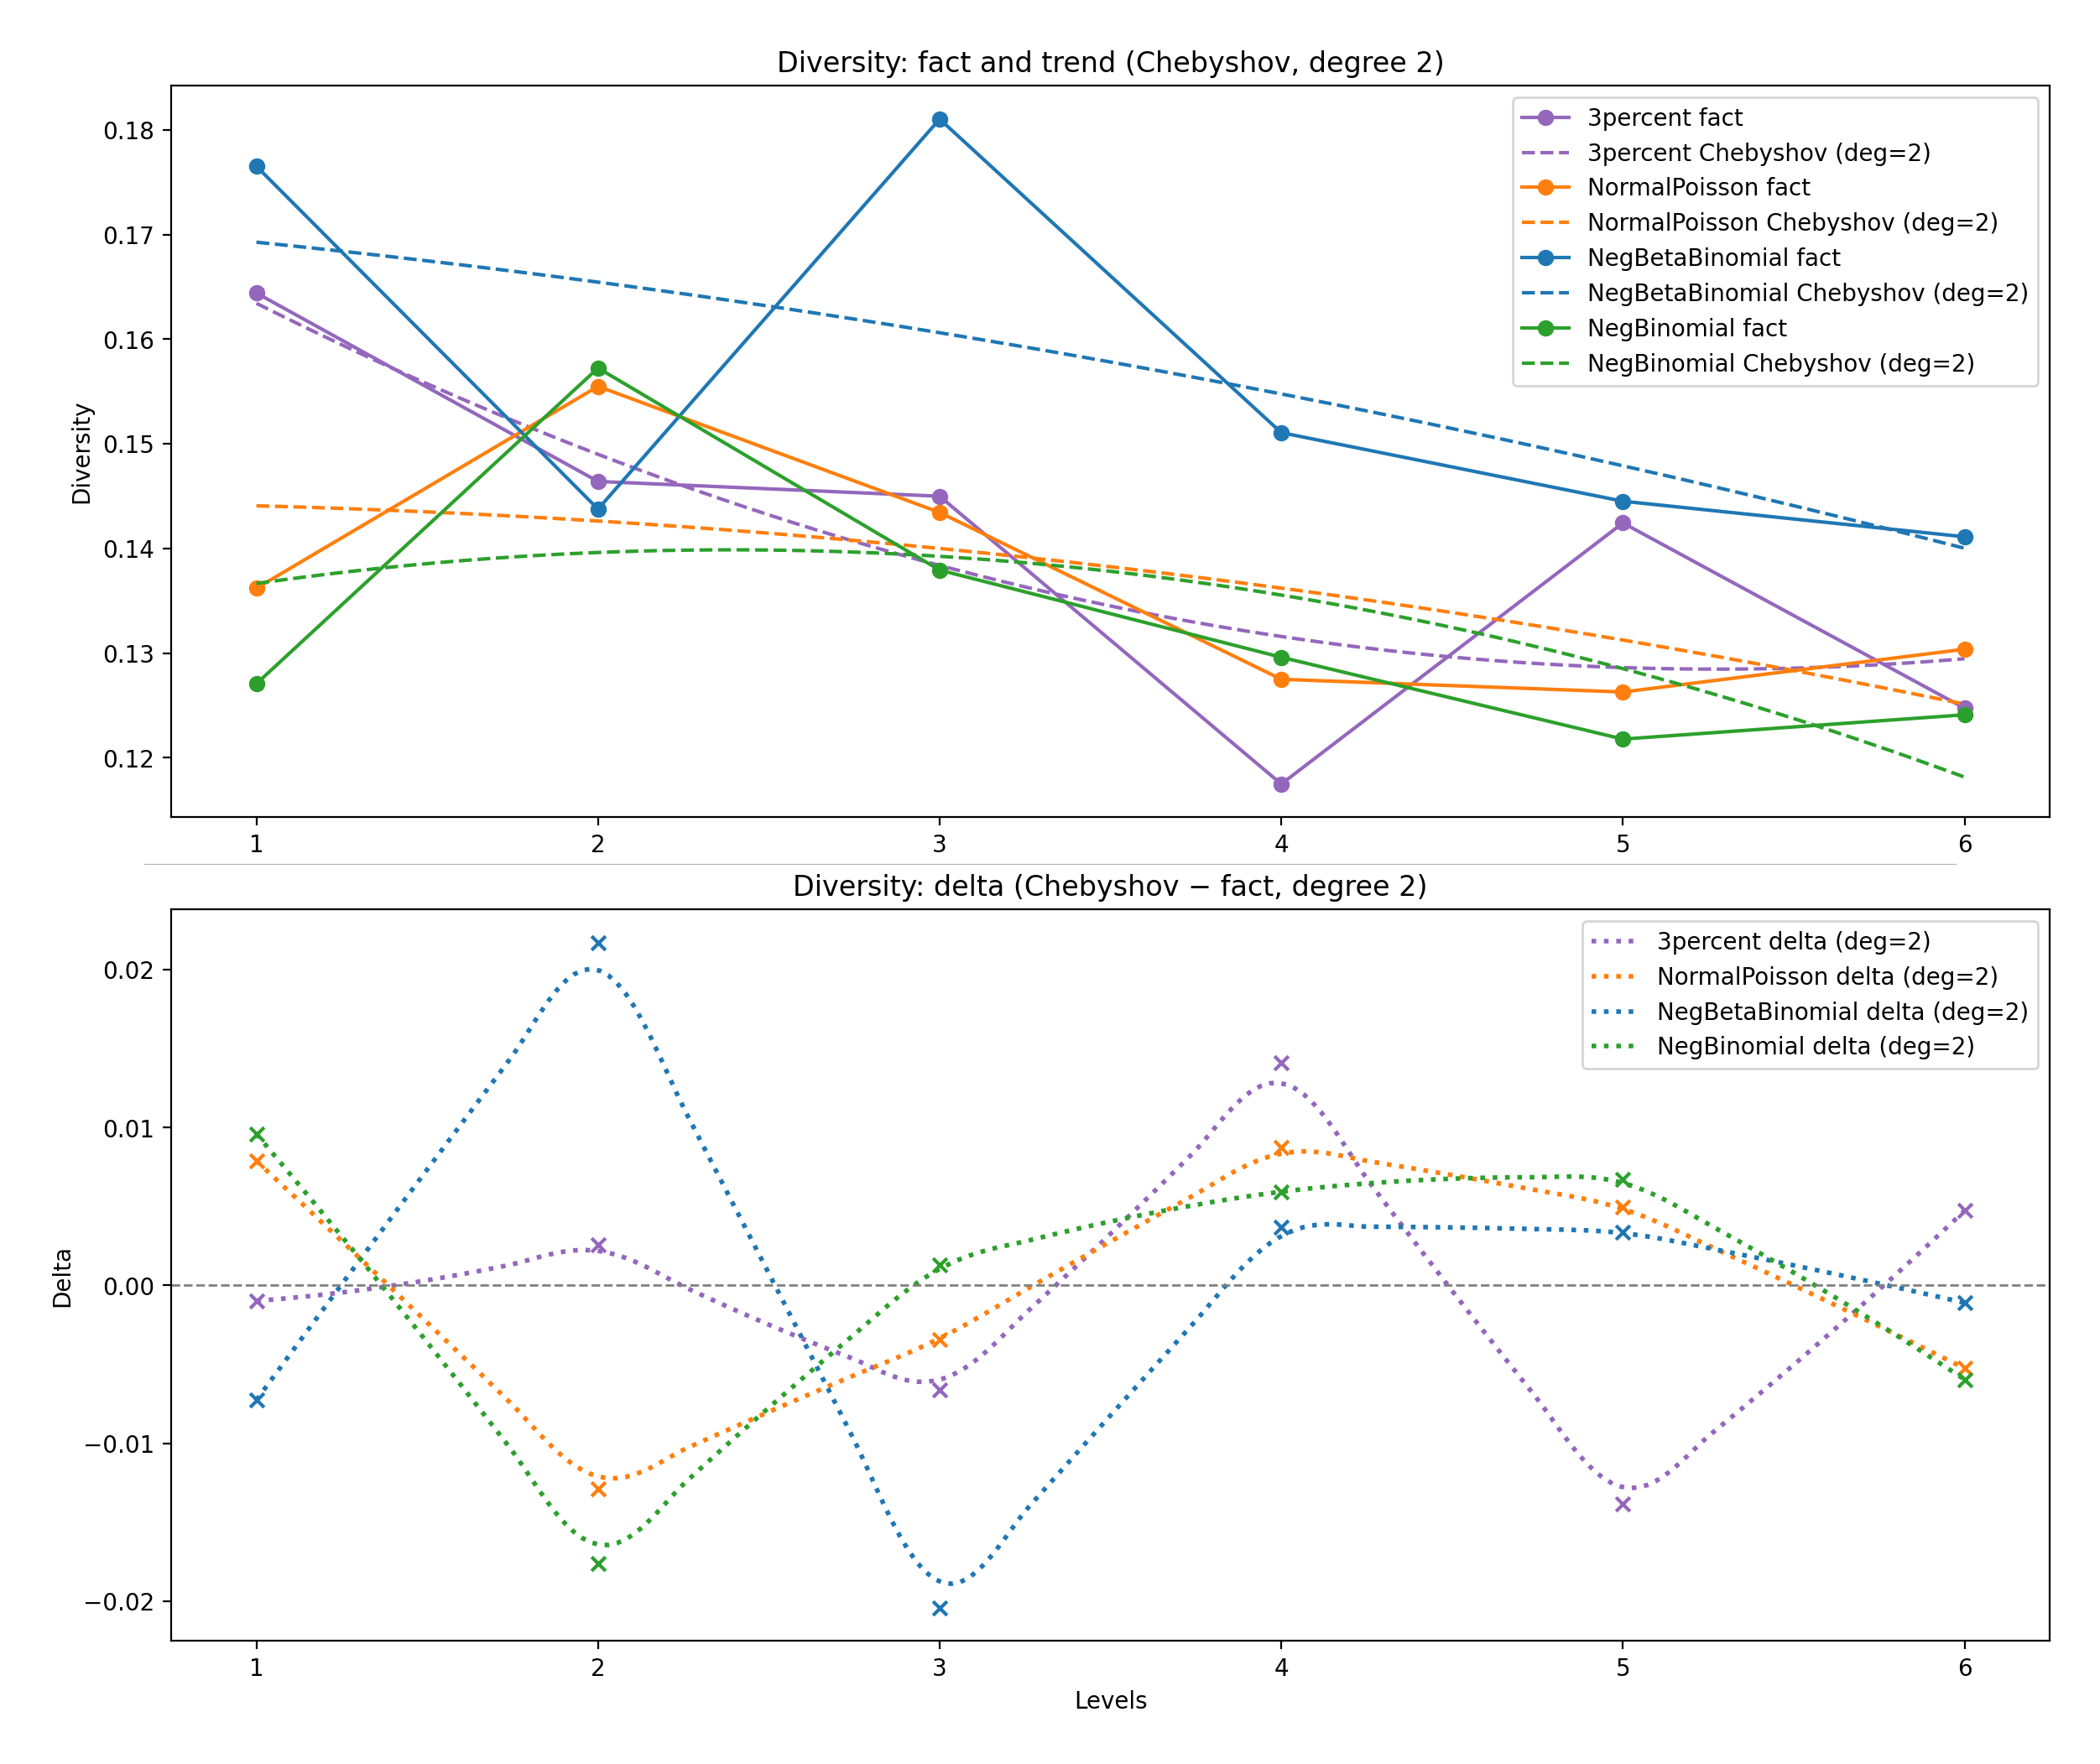 Diversity: fact and trend (Chebyshov, degree 2)
Diversity
0.18
0.17
0.16
0.15
0.14
0.13
0.12
3percent fact
3percent Chebyshov (deg=2)
NormalPoisson fact
NormalPoisson Chebyshov (deg=2)
NegBetaBinomial fact
NegBetaBinomial Chebyshov (deg=2)
NegBinomial fact
NegBinomial Chebyshov (deg=2)
1 2 3 4 5 6
Diversity: delta (Chebyshov − fact, degree 2)
Delta
0.02
0.01
0.00
−0.01
−0.02
3percent delta (deg=2)
NormalPoisson delta (deg=2)
NegBetaBinomial delta (deg=2)
NegBinomial delta (deg=2)
1 2 3 4 5 6
Levels